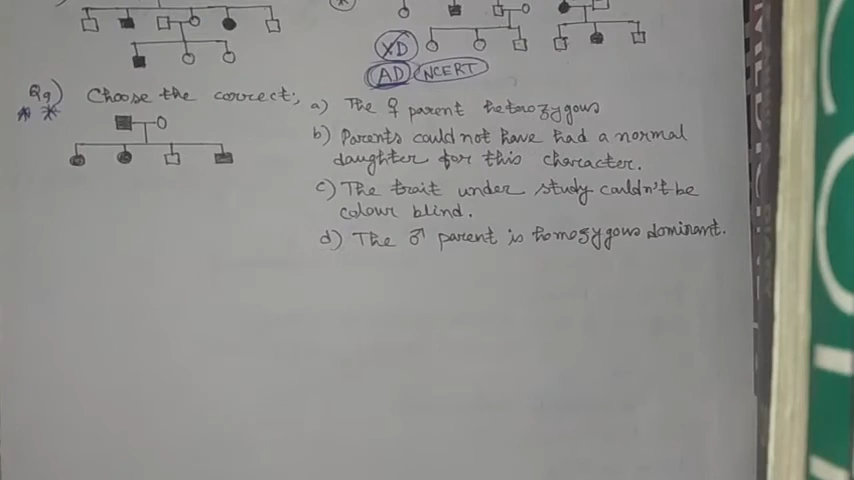 XD
AD NCERT
Q9) Choose the correct;
a) The ♀ parent heterozygous
b) Parents could not have had a normal
daughter for this character.
c) The trait under study couldn't be
colour blind.
d) The ♂ parent is homozygous dominant.